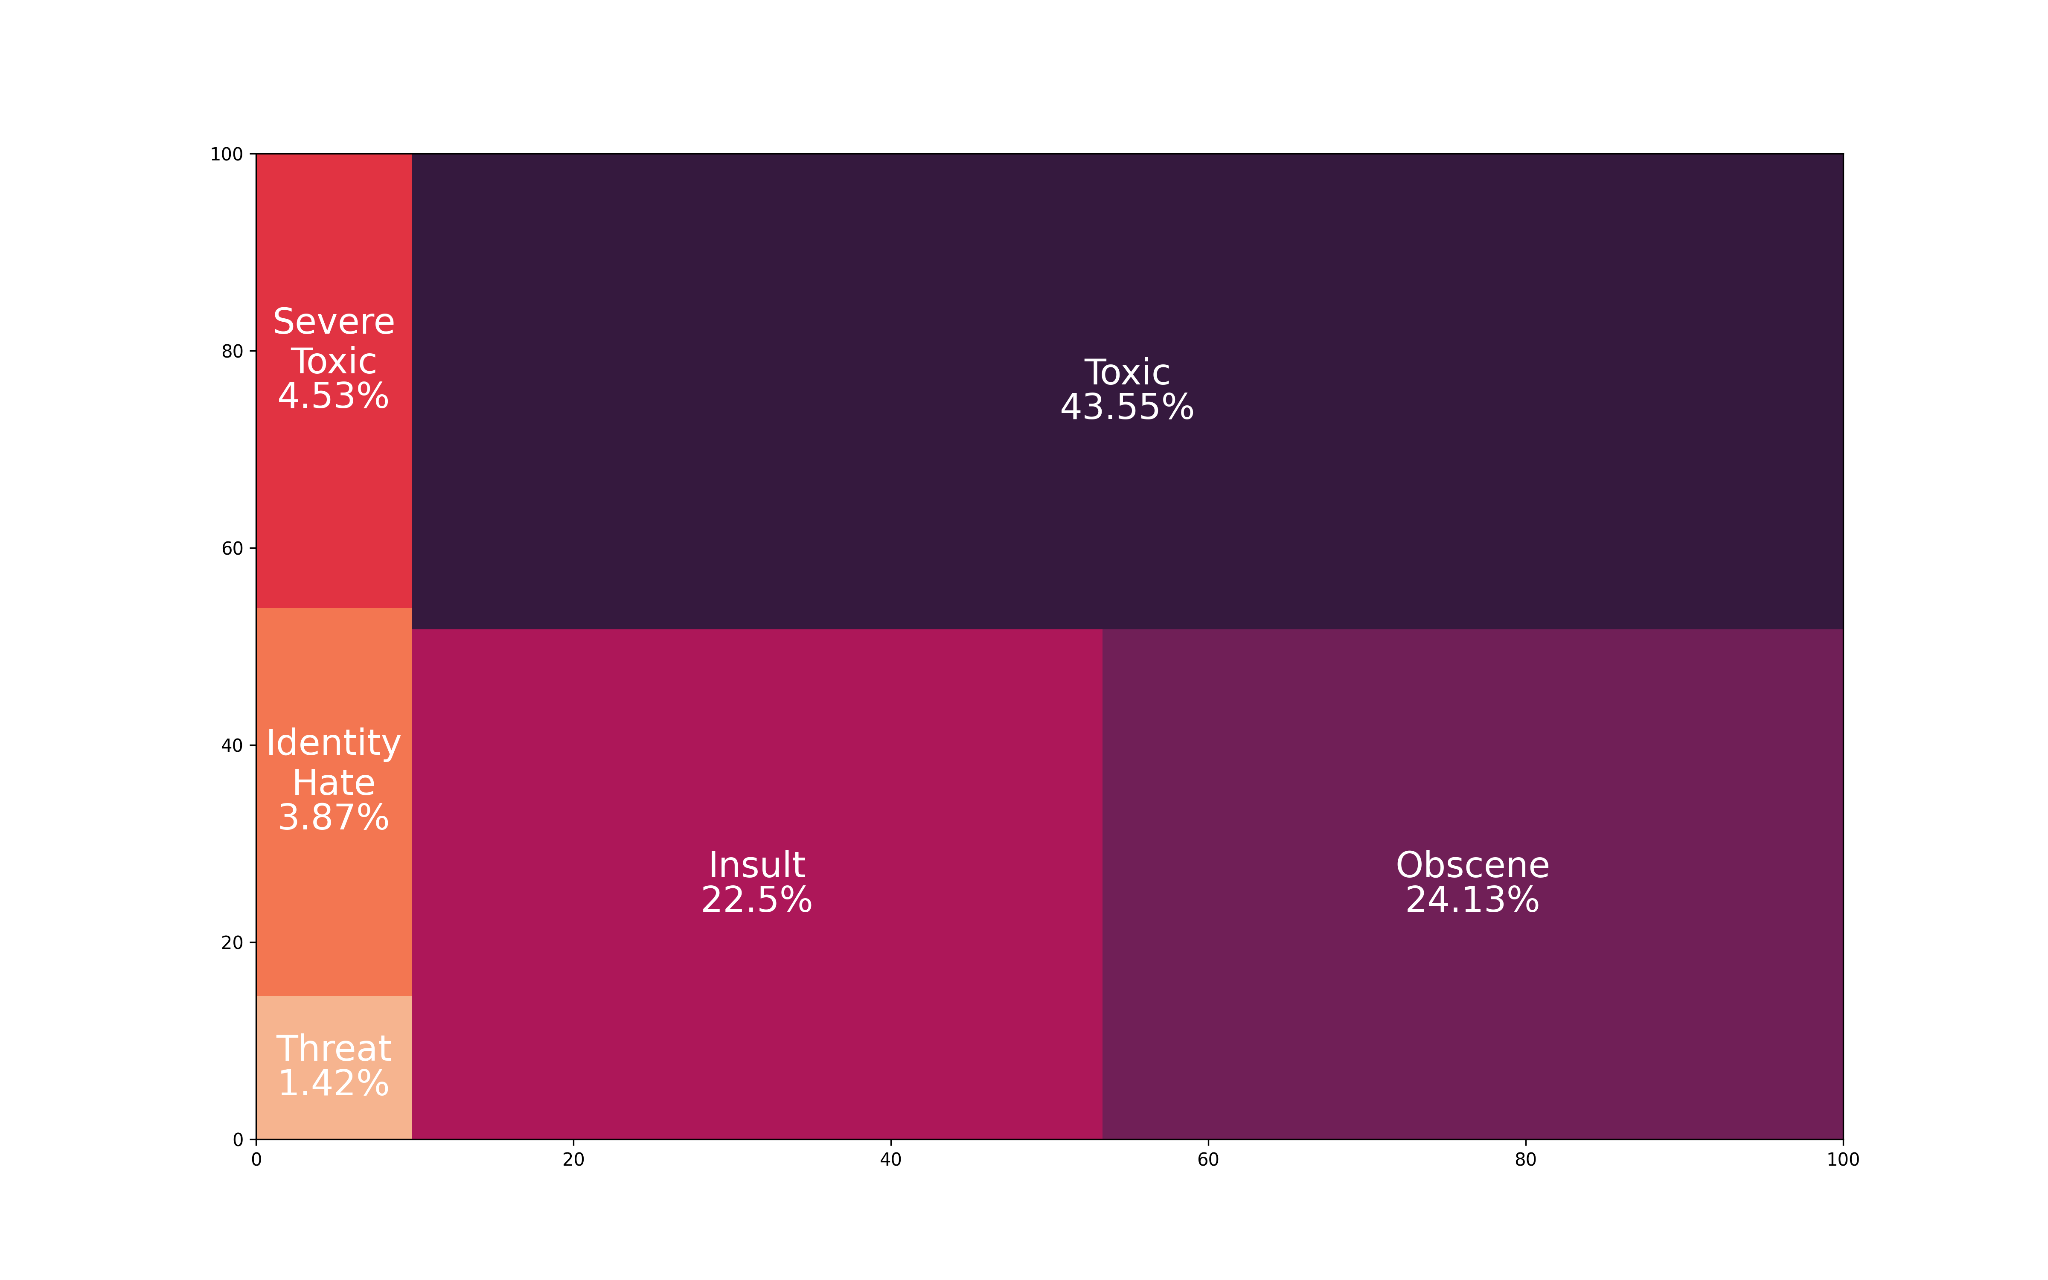 100
80
60
40
20
0
Severe
Toxic
4.53%
Toxic
43.55%
Identity
Hate
3.87%
Threat
1.42%
Insult
22.5%
Obscene
24.13%
0
20
40
60
80
100